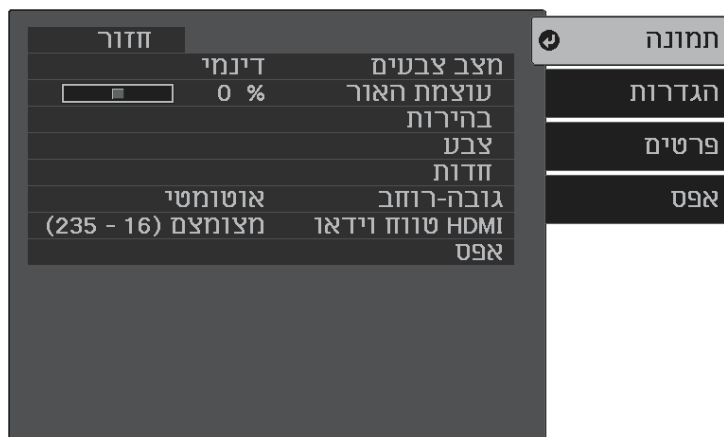 תמונה
הגדרות
פרטים
אפס
חזור
מצב צבעים דינמי
עוצמת האור 0 %
בהירות
צבע
חדות
גובה-רוחב אוטומטי
HDMI טווח וידאו מצומצם (16 - 235)
אפס